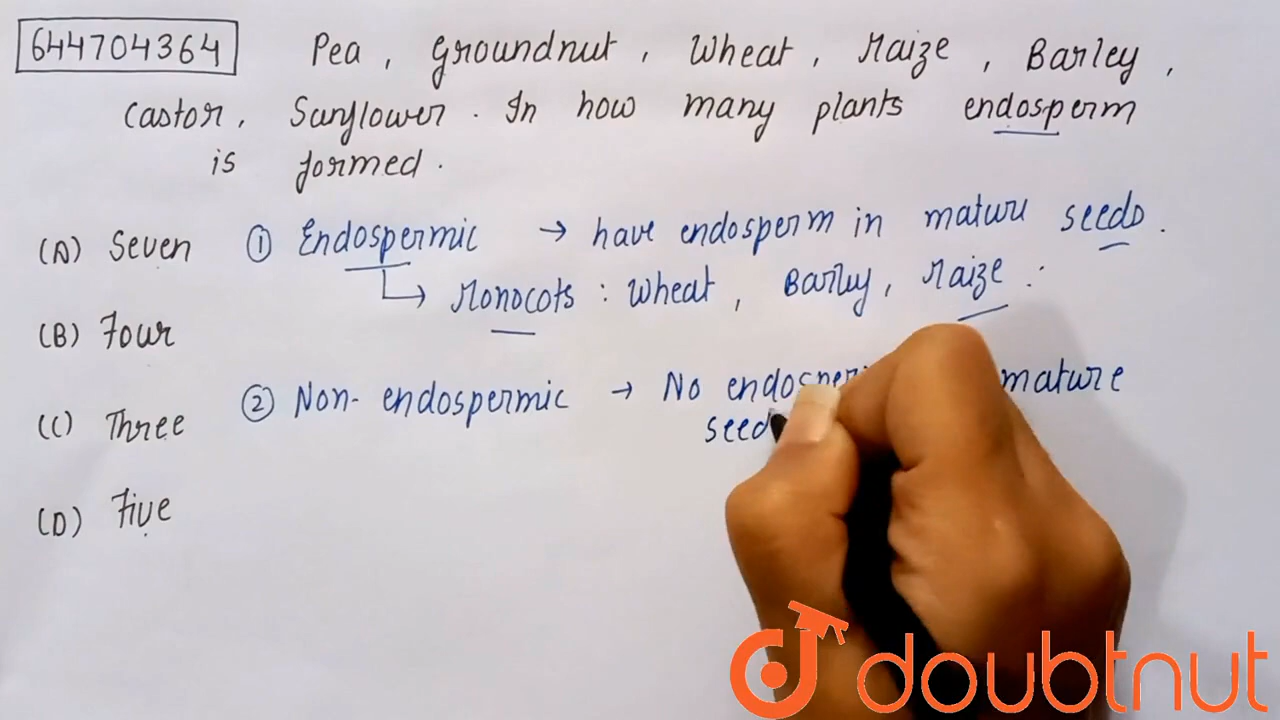 644704364 Pea, Groundnut, Wheat, Maize, Barley,
Castor, Sunflower. In how many plants endosperm
is formed.
(A) Seven
① Endospermic → have endosperm in mature seeds.
Monocots : Wheat, Barley, Maize :
(B) Four
② Non-endospermic → No mature
(C) Three
(D) Five
doubtnut